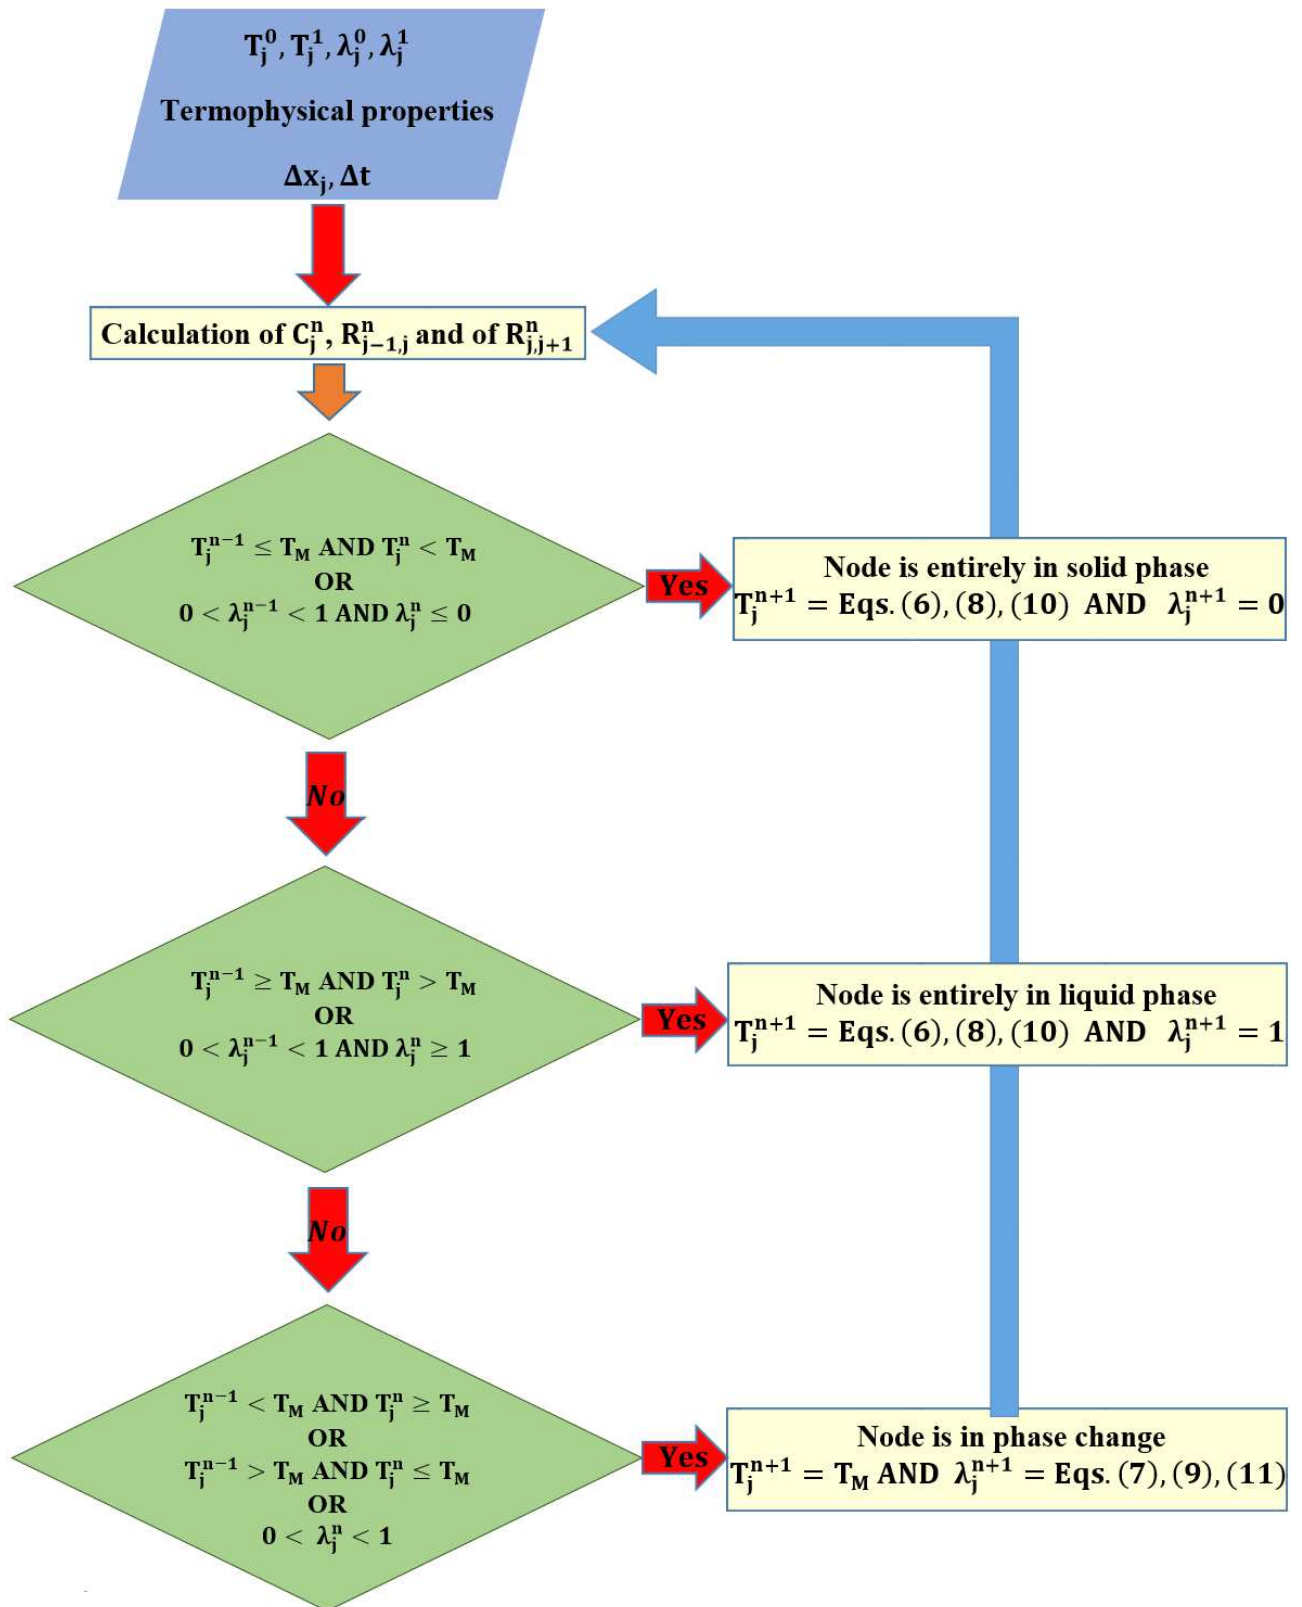 T_j^0, T_j^1, λ_j^0, λ_j^1
Termophysical properties
Δx_j, Δt
Calculation of C_j^n, R_{j−1,j}^n and of R_{j,j+1}^n
T_j^{n−1} ≤ T_M AND T_j^n < T_M
OR
0 < λ_j^{n−1} < 1 AND λ_j^n ≤ 0
Yes
Node is entirely in solid phase
T_j^{n+1} = Eqs. (6), (8), (10) AND λ_j^{n+1} = 0
No
T_j^{n−1} ≥ T_M AND T_j^n > T_M
OR
0 < λ_j^{n−1} < 1 AND λ_j^n ≥ 1
Yes
Node is entirely in liquid phase
T_j^{n+1} = Eqs. (6), (8), (10) AND λ_j^{n+1} = 1
No
T_j^{n−1} < T_M AND T_j^n ≥ T_M
OR
T_j^{n−1} > T_M AND T_j^n ≤ T_M
OR
0 < λ_j^n < 1
Yes
Node is in phase change
T_j^{n+1} = T_M AND λ_j^{n+1} = Eqs. (7), (9), (11)